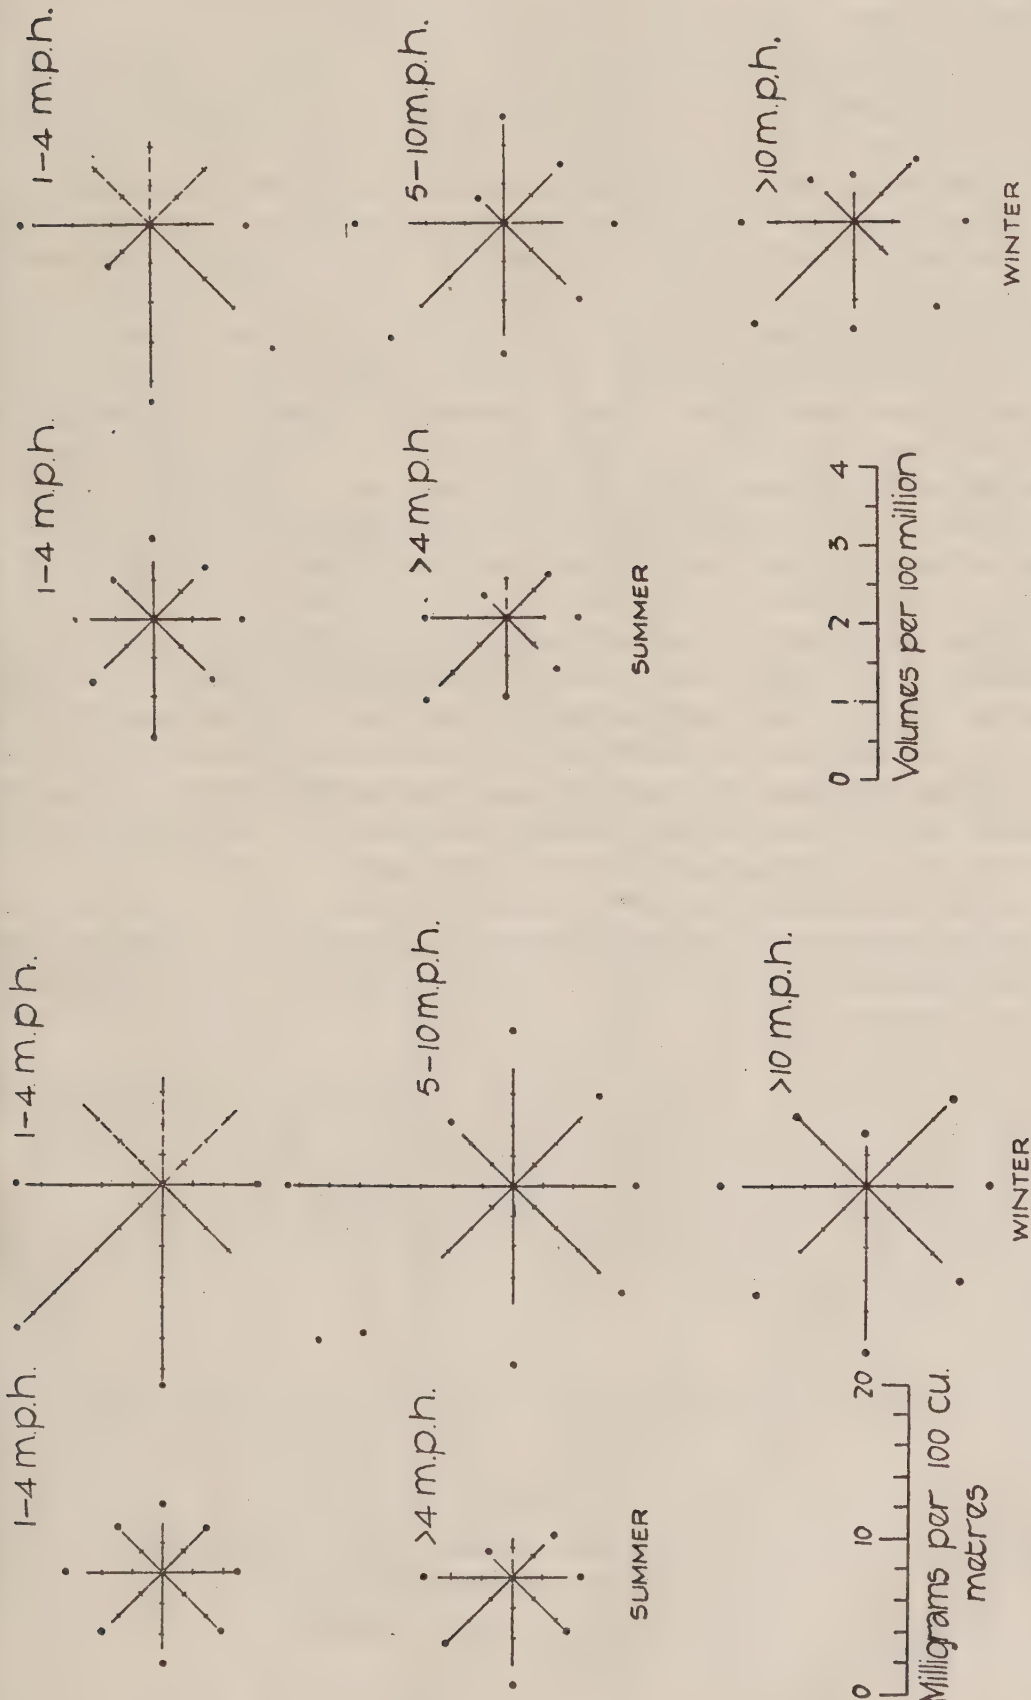 1-4 m.p.h.
1-4 m.p.h.
>4 m.p.h.
5-10 m.p.h.
>10 m.p.h.
SUMMER
WINTER
0 10 20
Milligrams per 100 cu.
metres
1-4 m.p.h.
1-4 m.p.h.
>4 m.p.h
5-10 m.p.h.
>10 m.p.h.
SUMMER
WINTER
0 1 2 3 4
Volumes per 100 million